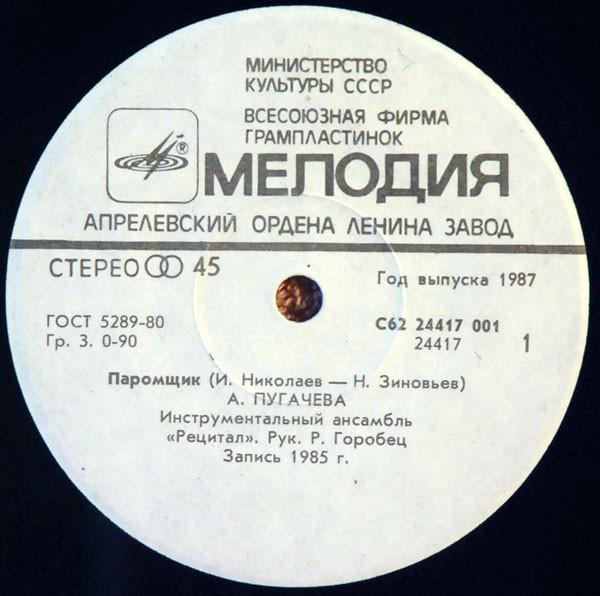 МИНИСТЕРСТВО
КУЛЬТУРЫ СССР
ВСЕСОЮЗНАЯ ФИРМА
ГРАМПЛАСТИНОК
® МЕЛОДИЯ
АПРЕЛЕВСКИЙ ОРДЕНА ЛЕНИНА ЗАВОД
СТЕРЕО 45
Год выпуска 1987
ГОСТ 5289-80
Гр. 3. 0-90
С62 24417 001
24417 1
Паромщик (И. Николаев — Н. Зиновьев)
А. ПУГАЧЕВА
Инструментальный ансамбль
«Рецитал». Рук. Р. Горобец
Запись 1985 г.